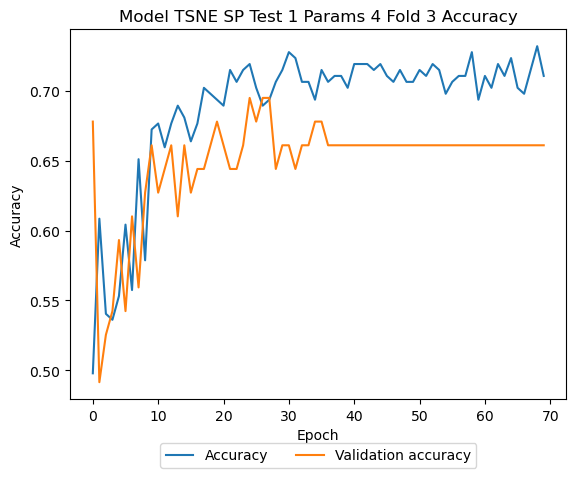 Model TSNE SP Test 1 Params 4 Fold 3 Accuracy
0.70
0.65
0.60
0.55
0.50
Accuracy
0 10 20 30 40 50 60 70
Epoch
Accuracy Validation accuracy